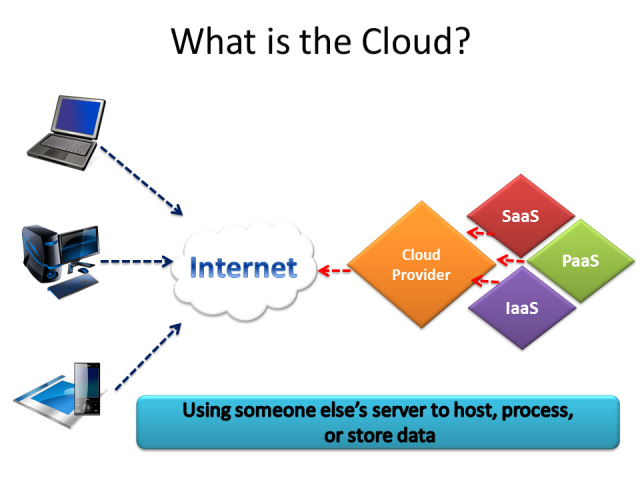 What is the Cloud?
Internet
Cloud
Provider
SaaS
PaaS
IaaS
Using someone else’s server to host, process,
or store data